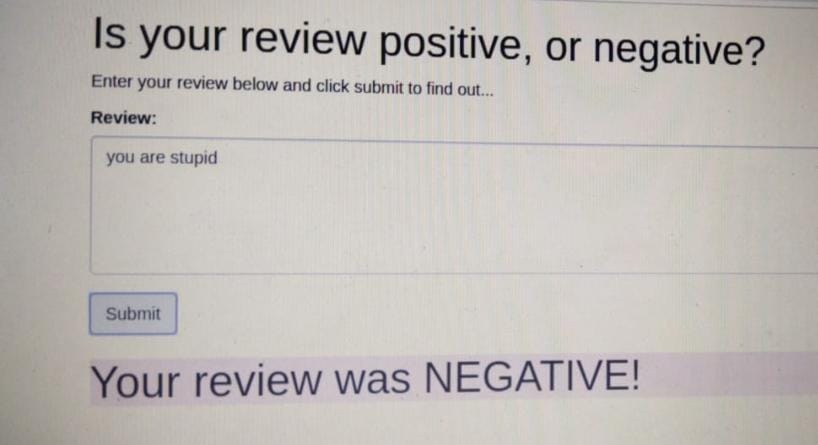 Is your review positive, or negative?
Enter your review below and click submit to find out...
Review:
you are stupid
Submit
Your review was NEGATIVE!